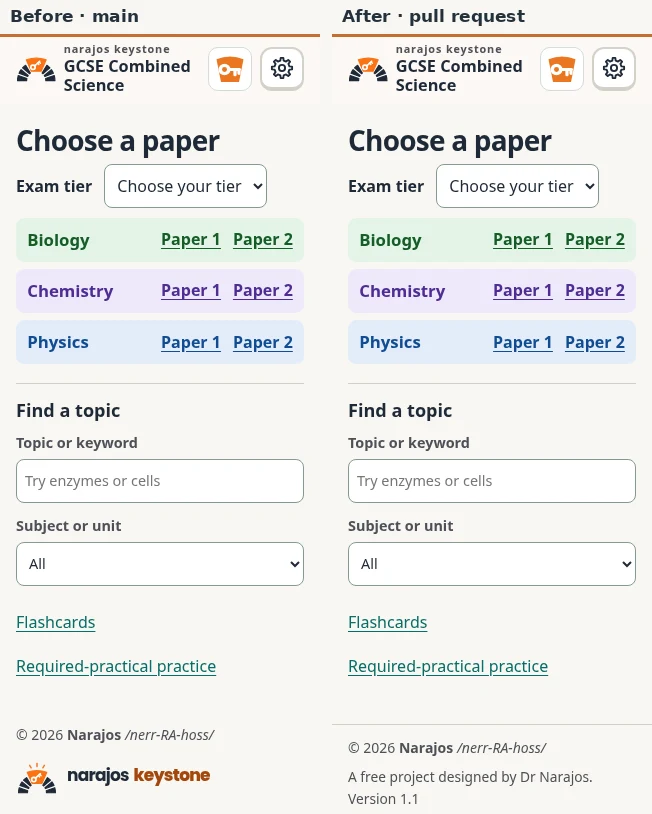 Before · main
narajos keystone
GCSE Combined
Science
Choose a paper
Exam tier Choose your tier
Biology Paper 1 Paper 2
Chemistry Paper 1 Paper 2
Physics Paper 1 Paper 2
Find a topic
Topic or keyword
Try enzymes or cells
Subject or unit
All
Flashcards
Required-practical practice
© 2026 Narajos /nerr-RA-hoss/
narajos keystone
After · pull request
narajos keystone
GCSE Combined
Science
Choose a paper
Exam tier Choose your tier
Biology Paper 1 Paper 2
Chemistry Paper 1 Paper 2
Physics Paper 1 Paper 2
Find a topic
Topic or keyword
Try enzymes or cells
Subject or unit
All
Flashcards
Required-practical practice
© 2026 Narajos /nerr-RA-hoss/
A free project designed by Dr Narajos.
Version 1.1